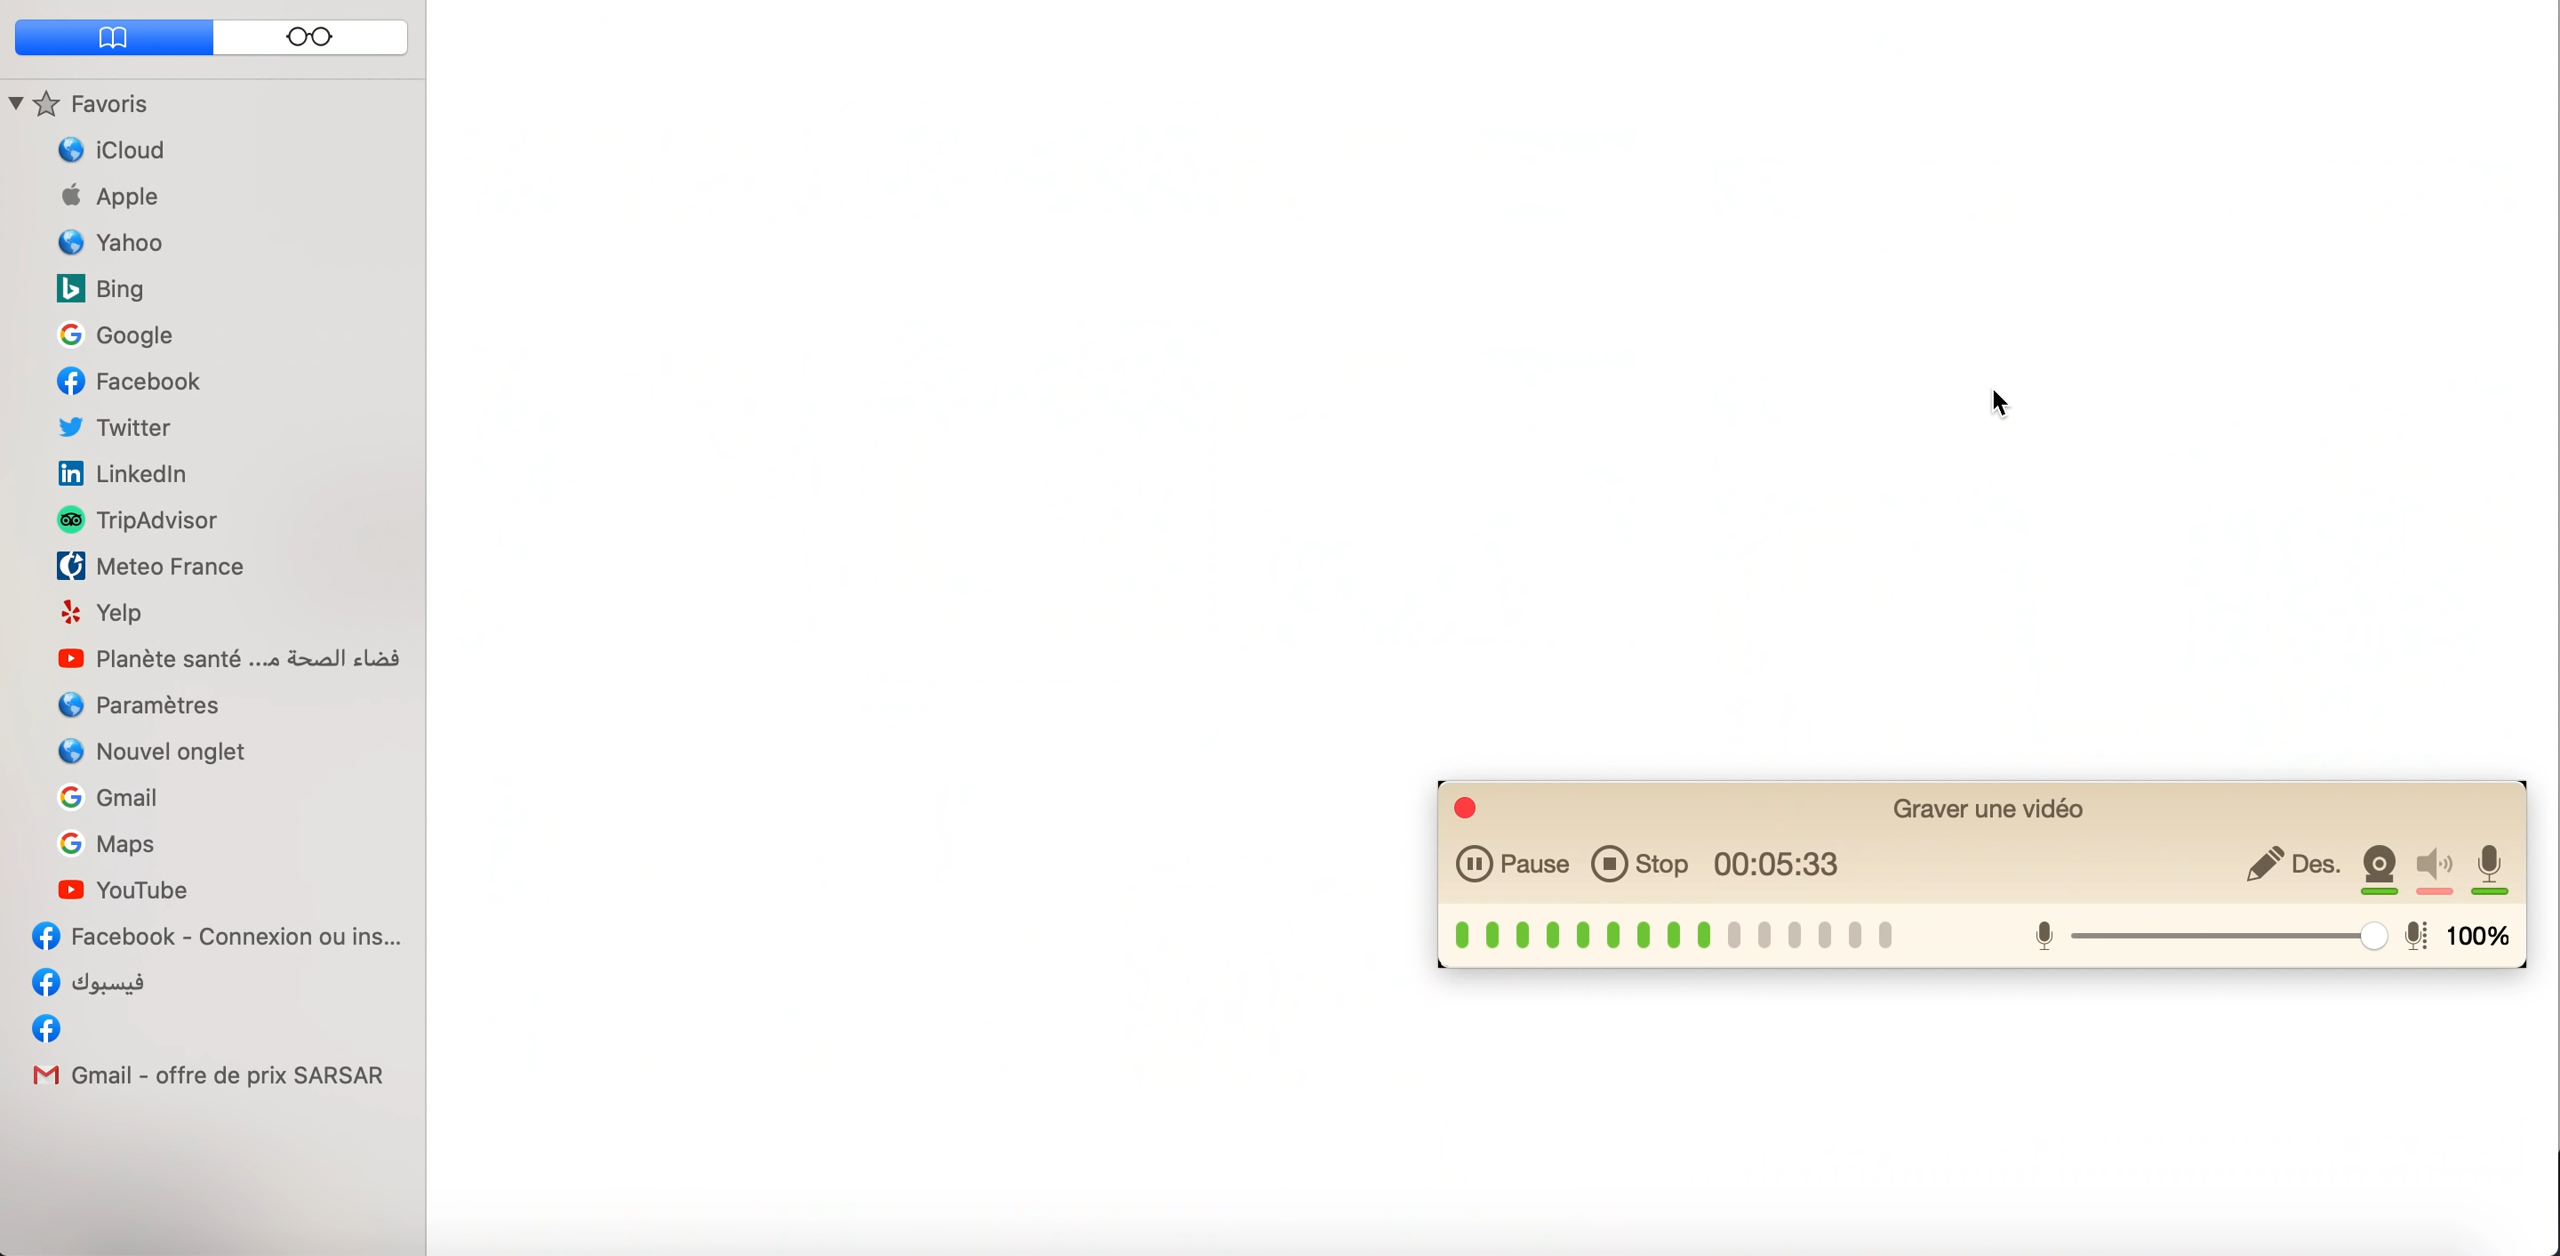 Favoris
iCloud
Apple
Yahoo
Bing
Google
Facebook
Twitter
LinkedIn
TripAdvisor
Meteo France
Yelp
Planète santé ...فضاء الصحة م
Paramètres
Nouvel onglet
Gmail
Maps
YouTube
Facebook - Connexion ou ins...
فيسبوك
Gmail - offre de prix SARSAR
Graver une vidéo
Pause Stop 00:05:33 Des.
100%